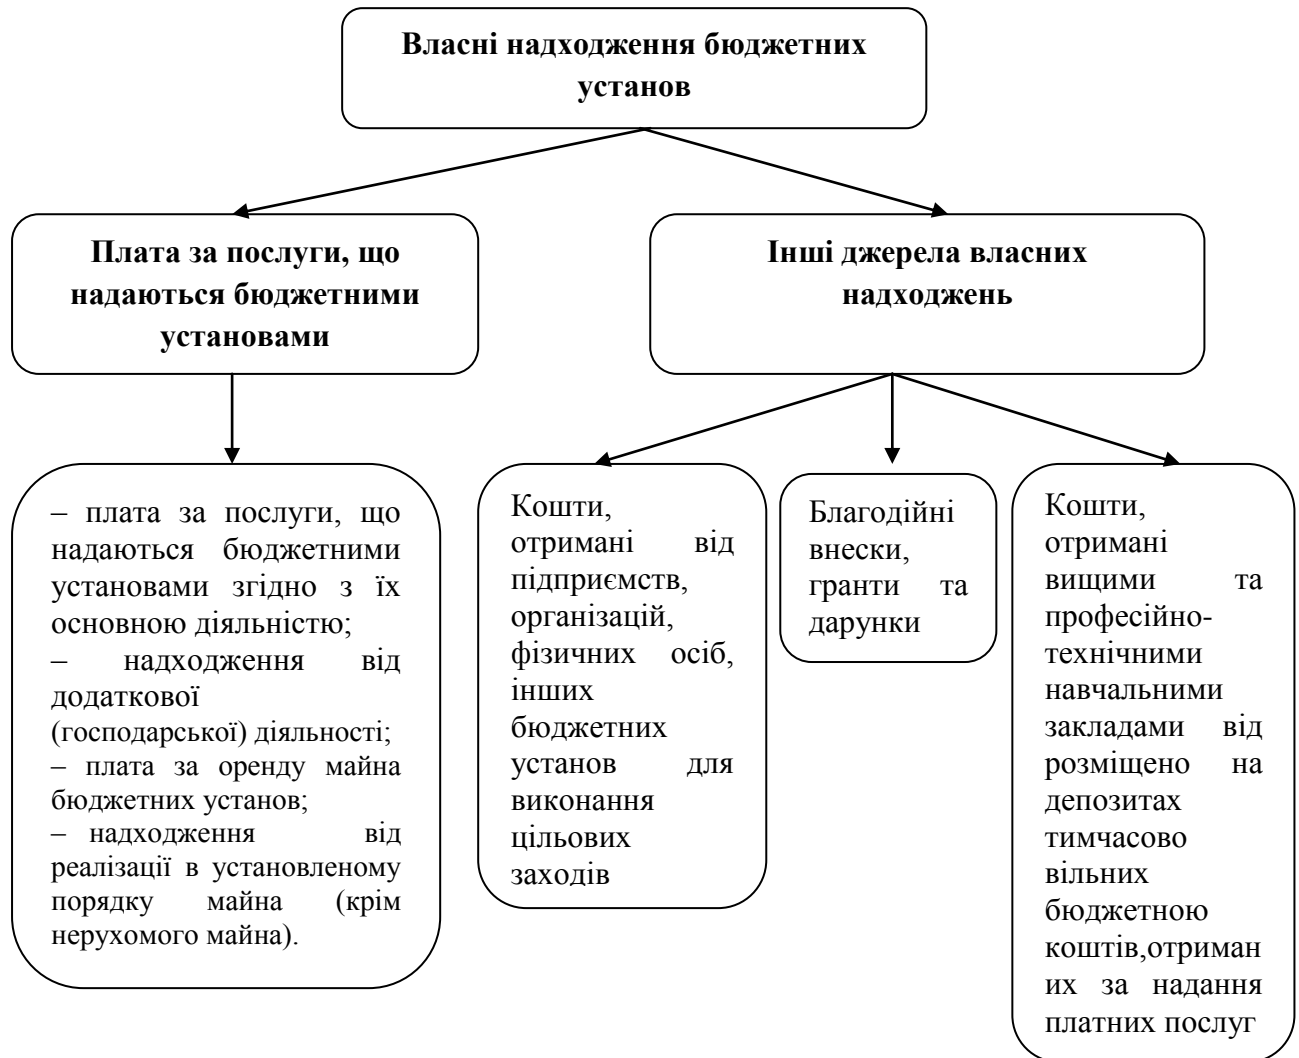 Власні надходження бюджетних
установ
Плата за послуги, що
надаються бюджетними
установами
Інші джерела власних
надходжень
– плата за послуги, що
надаються бюджетними
установами згідно з їх
основною діяльністю;
– надходження від
додаткової
(господарської) діяльності;
– плата за оренду майна
бюджетних установ;
– надходження від
реалізації в установленому
порядку майна (крім
нерухомого майна).
Кошти,
отримані від
підприємств,
організацій,
фізичних осіб,
інших
бюджетних
установ для
виконання
цільових
заходів
Благодійні
внески,
гранти та
дарунки
Кошти,
отримані
вищими та
професійно-
технічними
навчальними
закладами від
розміщено на
депозитах
тимчасово
вільних
бюджетною
коштів,отриман
их за надання
платних послуг